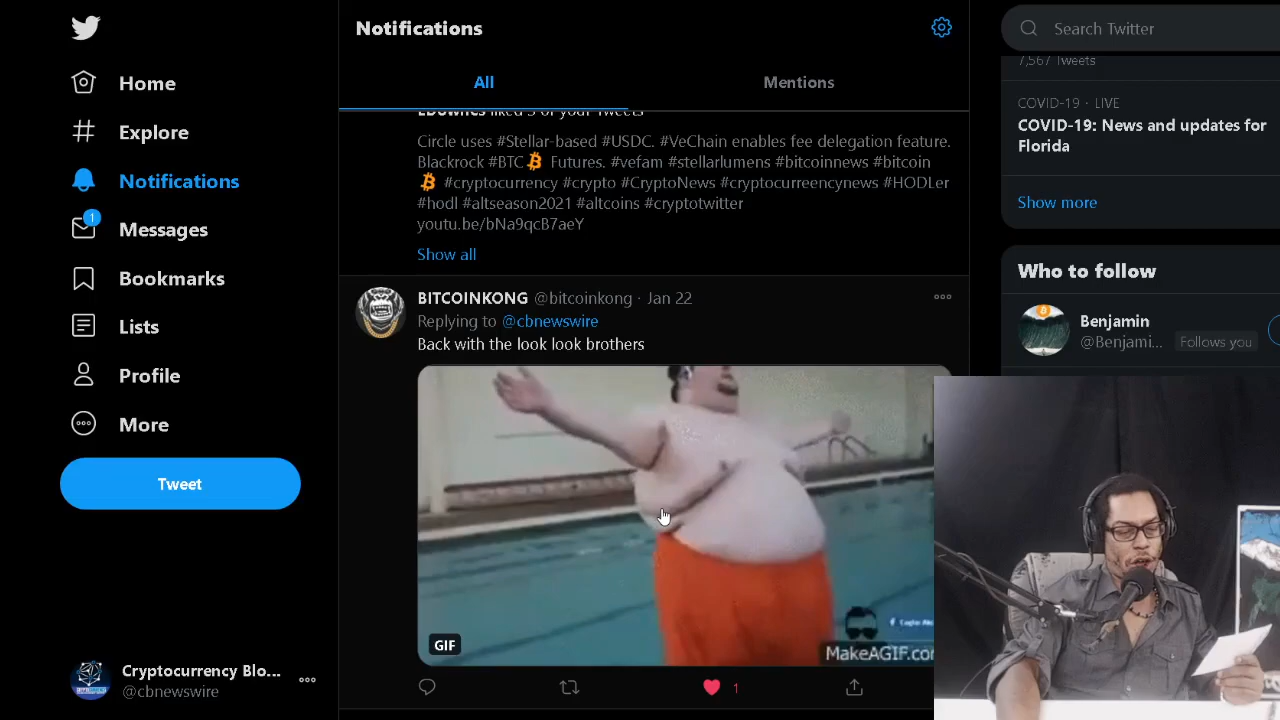 Notifications
All
Mentions
liked 3 of your Tweets
Circle uses #Stellar-based #USDC. #VeChain enables fee delegation feature.
Blackrock #BTC Futures. #vefam #stellarlumens #bitcoinnews #bitcoin
#cryptocurrency #crypto #CryptoNews #cryptocurreencynews #HODLer
#hodl #altseason2021 #altcoins #cryptotwitter
youtu.be/bNa9qcB7aeY
Show all
BITCOINKONG @bitcoinkong · Jan 22
Replying to @cbnewswire
Back with the look look brothers
GIF
MakeAGIF.com
1
Home
Explore
Notifications
1
Messages
Bookmarks
Lists
Profile
More
Tweet
Cryptocurrency Blo...
@cbnewswire
Search Twitter
7,567 Tweets
COVID-19 · LIVE
COVID-19: News and updates for
Florida
Show more
Who to follow
Benjamin
@Benjami... Follows you